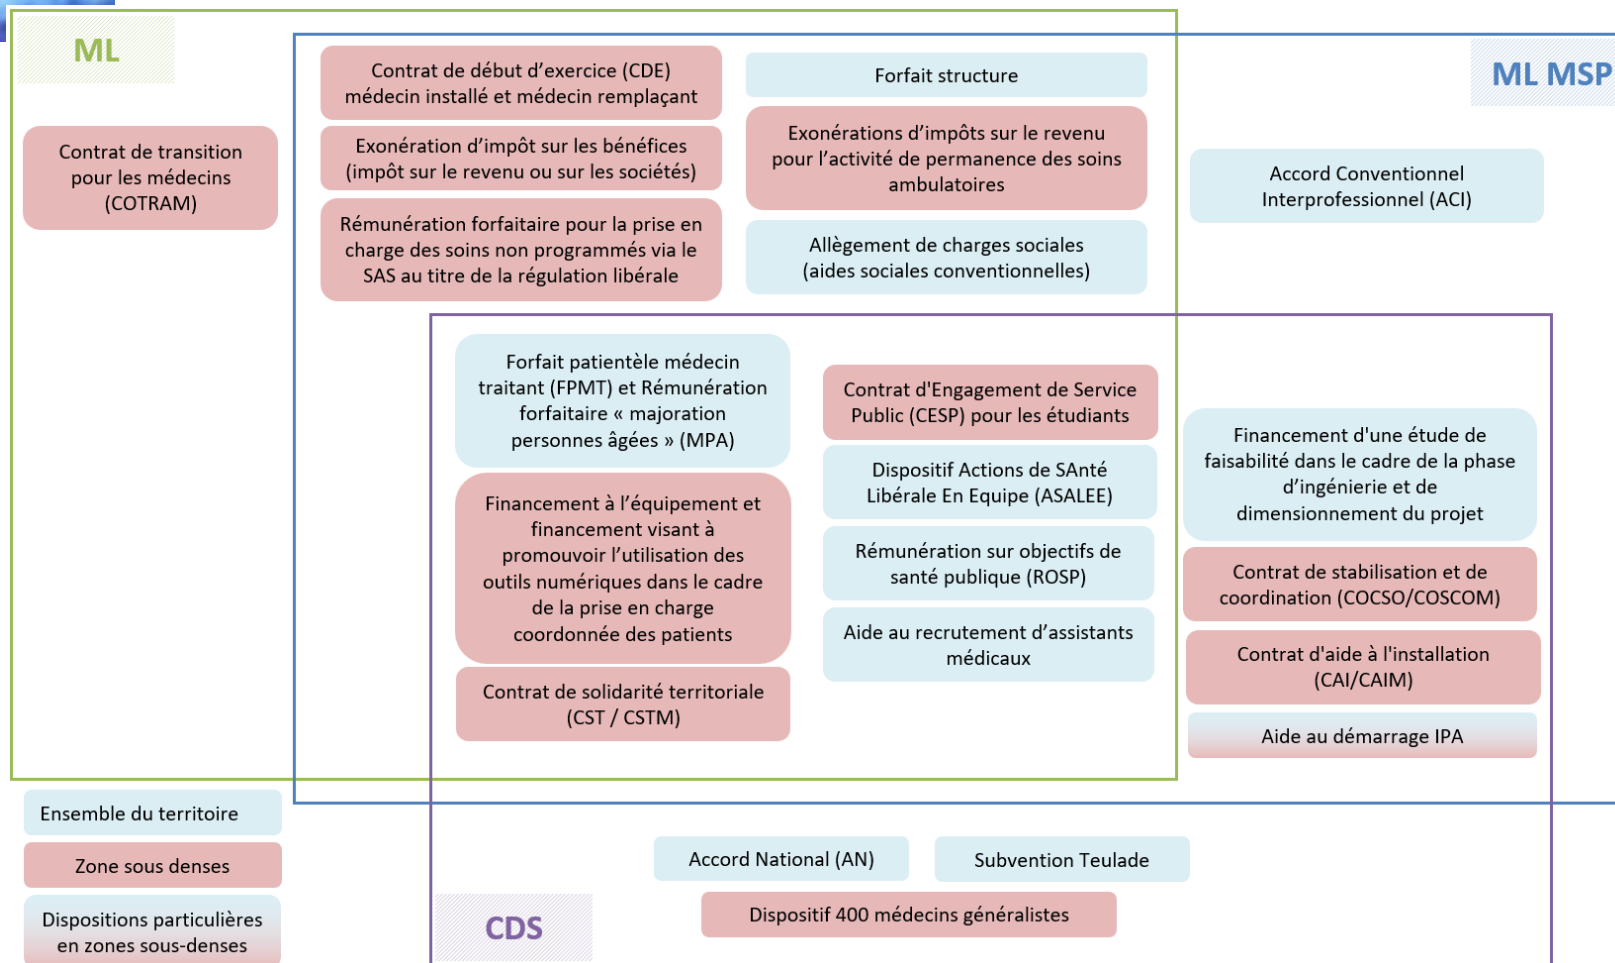 ML
ML MSP
Contrat de transition
pour les médecins
(COTRAM)
Contrat de début d’exercice (CDE)
médecin installé et médecin remplaçant
Exonération d’impôt sur les bénéfices
(impôt sur le revenu ou sur les sociétés)
Rémunération forfaitaire pour la prise en
charge des soins non programmés via le
SAS au titre de la régulation libérale
Forfait structure
Exonérations d’impôts sur le revenu
pour l’activité de permanence des soins
ambulatoires
Allègement de charges sociales
(aides sociales conventionnelles)
Accord Conventionnel
Interprofessionnel (ACI)
Forfait patientèle médecin
traitant (FPMT) et Rémunération
forfaitaire « majoration
personnes âgées » (MPA)
Financement à l’équipement et
financement visant à
promouvoir l’utilisation des
outils numériques dans le cadre
de la prise en charge
coordonnée des patients
Contrat de solidarité territoriale
(CST / CSTM)
Contrat d'Engagement de Service
Public (CESP) pour les étudiants
Dispositif Actions de SAnté
Libérale En Equipe (ASALEE)
Rémunération sur objectifs de
santé publique (ROSP)
Aide au recrutement d’assistants
médicaux
Financement d'une étude de
faisabilité dans le cadre de la phase
d’ingénierie et de
dimensionnement du projet
Contrat de stabilisation et de
coordination (COCSO/COSCOM)
Contrat d'aide à l'installation
(CAI/CAIM)
Aide au démarrage IPA
Ensemble du territoire
Zone sous denses
Dispositions particulières
en zones sous-denses
Accord National (AN)
Subvention Teulade
Dispositif 400 médecins généralistes
CDS